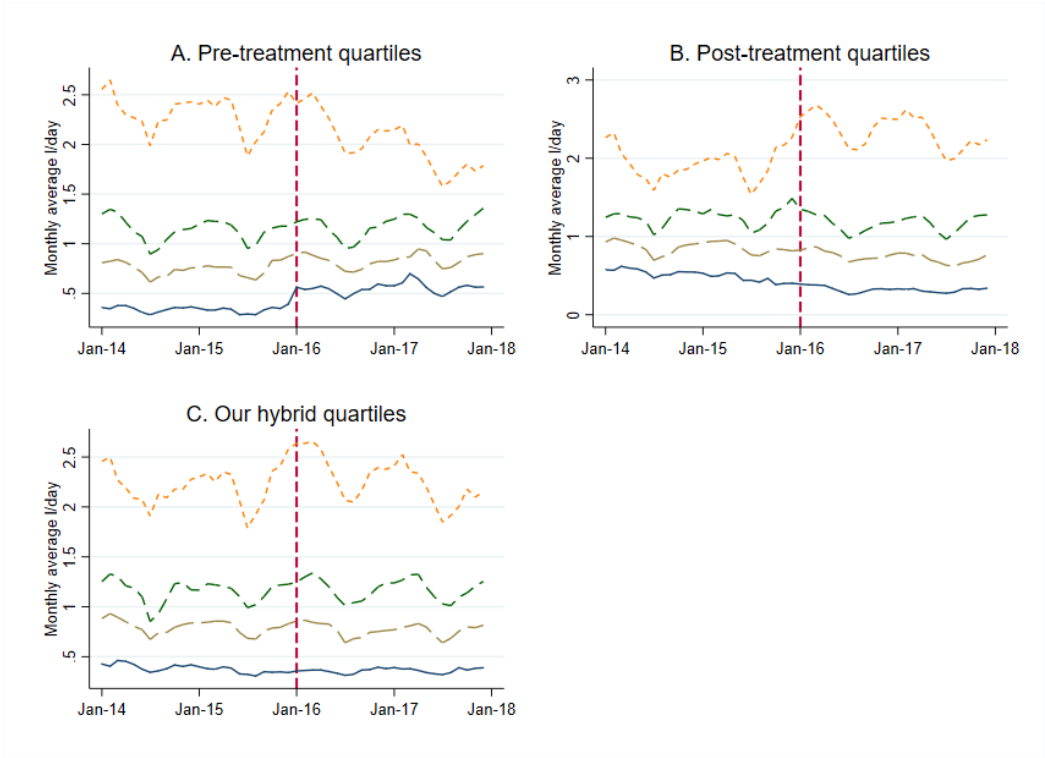 A. Pre-treatment quartiles
Monthly average l/day
2.5
2
1.5
1
.5
Jan-14 Jan-15 Jan-16 Jan-17 Jan-18
B. Post-treatment quartiles
Monthly average l/day
3
2
1
0
Jan-14 Jan-15 Jan-16 Jan-17 Jan-18
C. Our hybrid quartiles
Monthly average l/day
2.5
2
1.5
1
.5
Jan-14 Jan-15 Jan-16 Jan-17 Jan-18